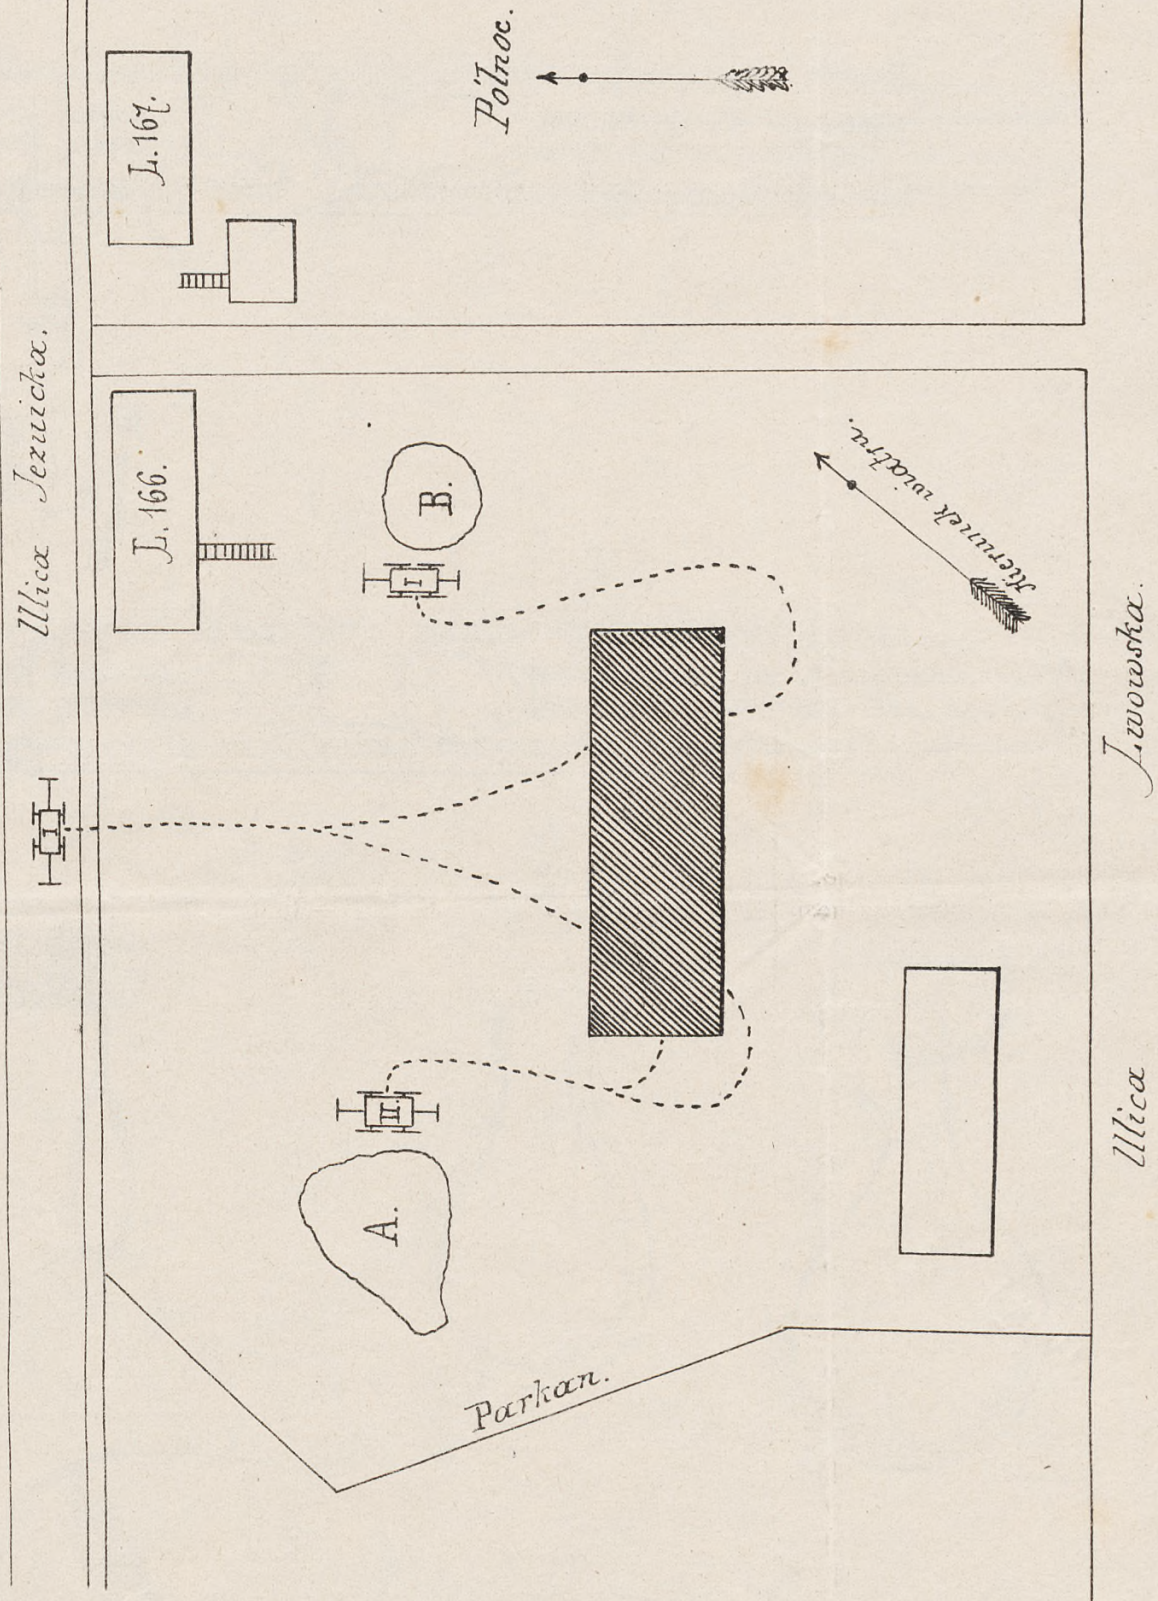 Ulica Jezuicka.
L. 167.
Północ.
L. 166.
B.
I
Kierunek wiatru.
I
II.
A.
Parkan.
Ulica Lwowska.